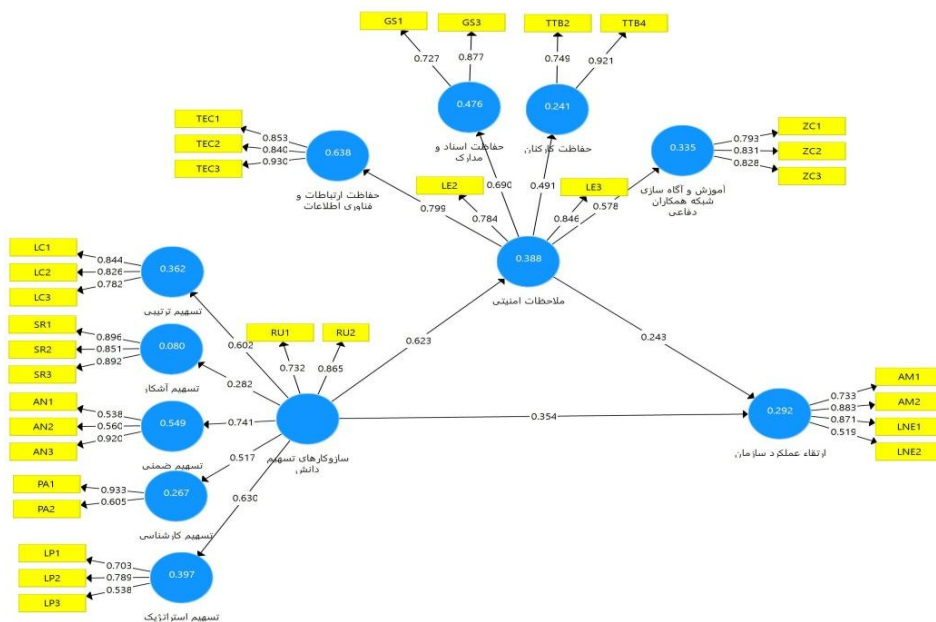 GS1
GS3
TTB2
TTB4
0.727
0.877
0.749
0.921
0.476
0.241
حفاظت اسناد و
مدارک
حفاظت کارکنان
TEC1
TEC2
TEC3
0.853
0.840
0.930
0.638
حفاظت ارتباطات و
فناوری اطلاعات
ZC1
ZC2
ZC3
0.793
0.831
0.828
0.335
آموزش و آگاه سازی
شبکه همکاران
دفاعی
LE2
LE3
0.784
0.846
0.799
0.690
0.491
0.578
0.388
ملاحظات امنیتی
LC1
LC2
LC3
0.844
0.826
0.782
0.362
تسهیم ترتیبی
SR1
SR2
SR3
0.896
0.851
0.892
0.080
تسهیم آشکار
AN1
AN2
AN3
0.538
0.560
0.920
0.549
تسهیم ضمنی
PA1
PA2
0.933
0.605
0.267
تسهیم کارشناسی
LP1
LP2
LP3
0.703
0.789
0.538
0.397
تسهیم استراتژیک
RU1
RU2
0.732
0.865
0.602
0.282
0.741
0.517
0.630
سازوکارهای تسهیم
دانش
0.623
0.243
0.354
AM1
AM2
LNE1
LNE2
0.733
0.883
0.871
0.519
0.292
ارتقاء عملکرد سازمان